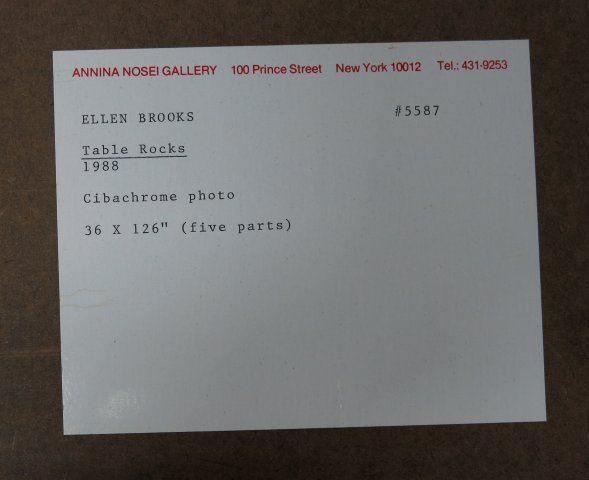 ANNINA NOSEI GALLERY 100 Prince Street New York 10012 Tel.: 431-9253
ELLEN BROOKS #5587
Table Rocks
1988
Cibachrome photo
36 X 126" (five parts)